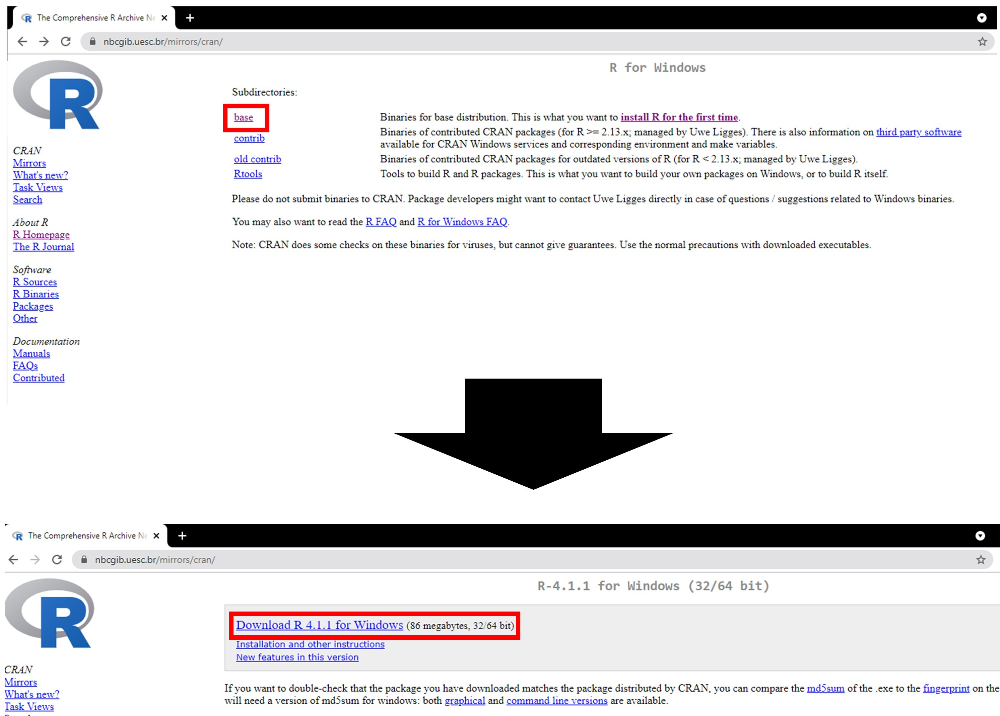 The Comprehensive R Archive Ne
nbcgib.uesc.br/mirrors/cran/
R
R for Windows
Subdirectories:
base Binaries for base distribution. This is what you want to install R for the first time.
contrib Binaries of contributed CRAN packages (for R >= 2.13.x; managed by Uwe Ligges). There is also information on third party software
available for CRAN Windows services and corresponding environment and make variables.
old contrib Binaries of contributed CRAN packages for outdated versions of R (for R < 2.13.x; managed by Uwe Ligges).
Rtools Tools to build R and R packages. This is what you want to build your own packages on Windows, or to build R itself.
Please do not submit binaries to CRAN. Package developers might want to contact Uwe Ligges directly in case of questions / suggestions related to Windows binaries.
You may also want to read the R FAQ and R for Windows FAQ.
Note: CRAN does some checks on these binaries for viruses, but cannot give guarantees. Use the normal precautions with downloaded executables.
CRAN
Mirrors
What's new?
Task Views
Search
About R
R Homepage
The R Journal
Software
R Sources
R Binaries
Packages
Other
Documentation
Manuals
FAQs
Contributed
The Comprehensive R Archive Ne
nbcgib.uesc.br/mirrors/cran/
R
R-4.1.1 for Windows (32/64 bit)
Download R 4.1.1 for Windows (86 megabytes, 32/64 bit)
Installation and other instructions
New features in this version
If you want to double-check that the package you have downloaded matches the package distributed by CRAN, you can compare the md5sum of the .exe to the fingerprint on the
will need a version of md5sum for windows: both graphical and command line versions are available.
CRAN
Mirrors
What's new?
Task Views